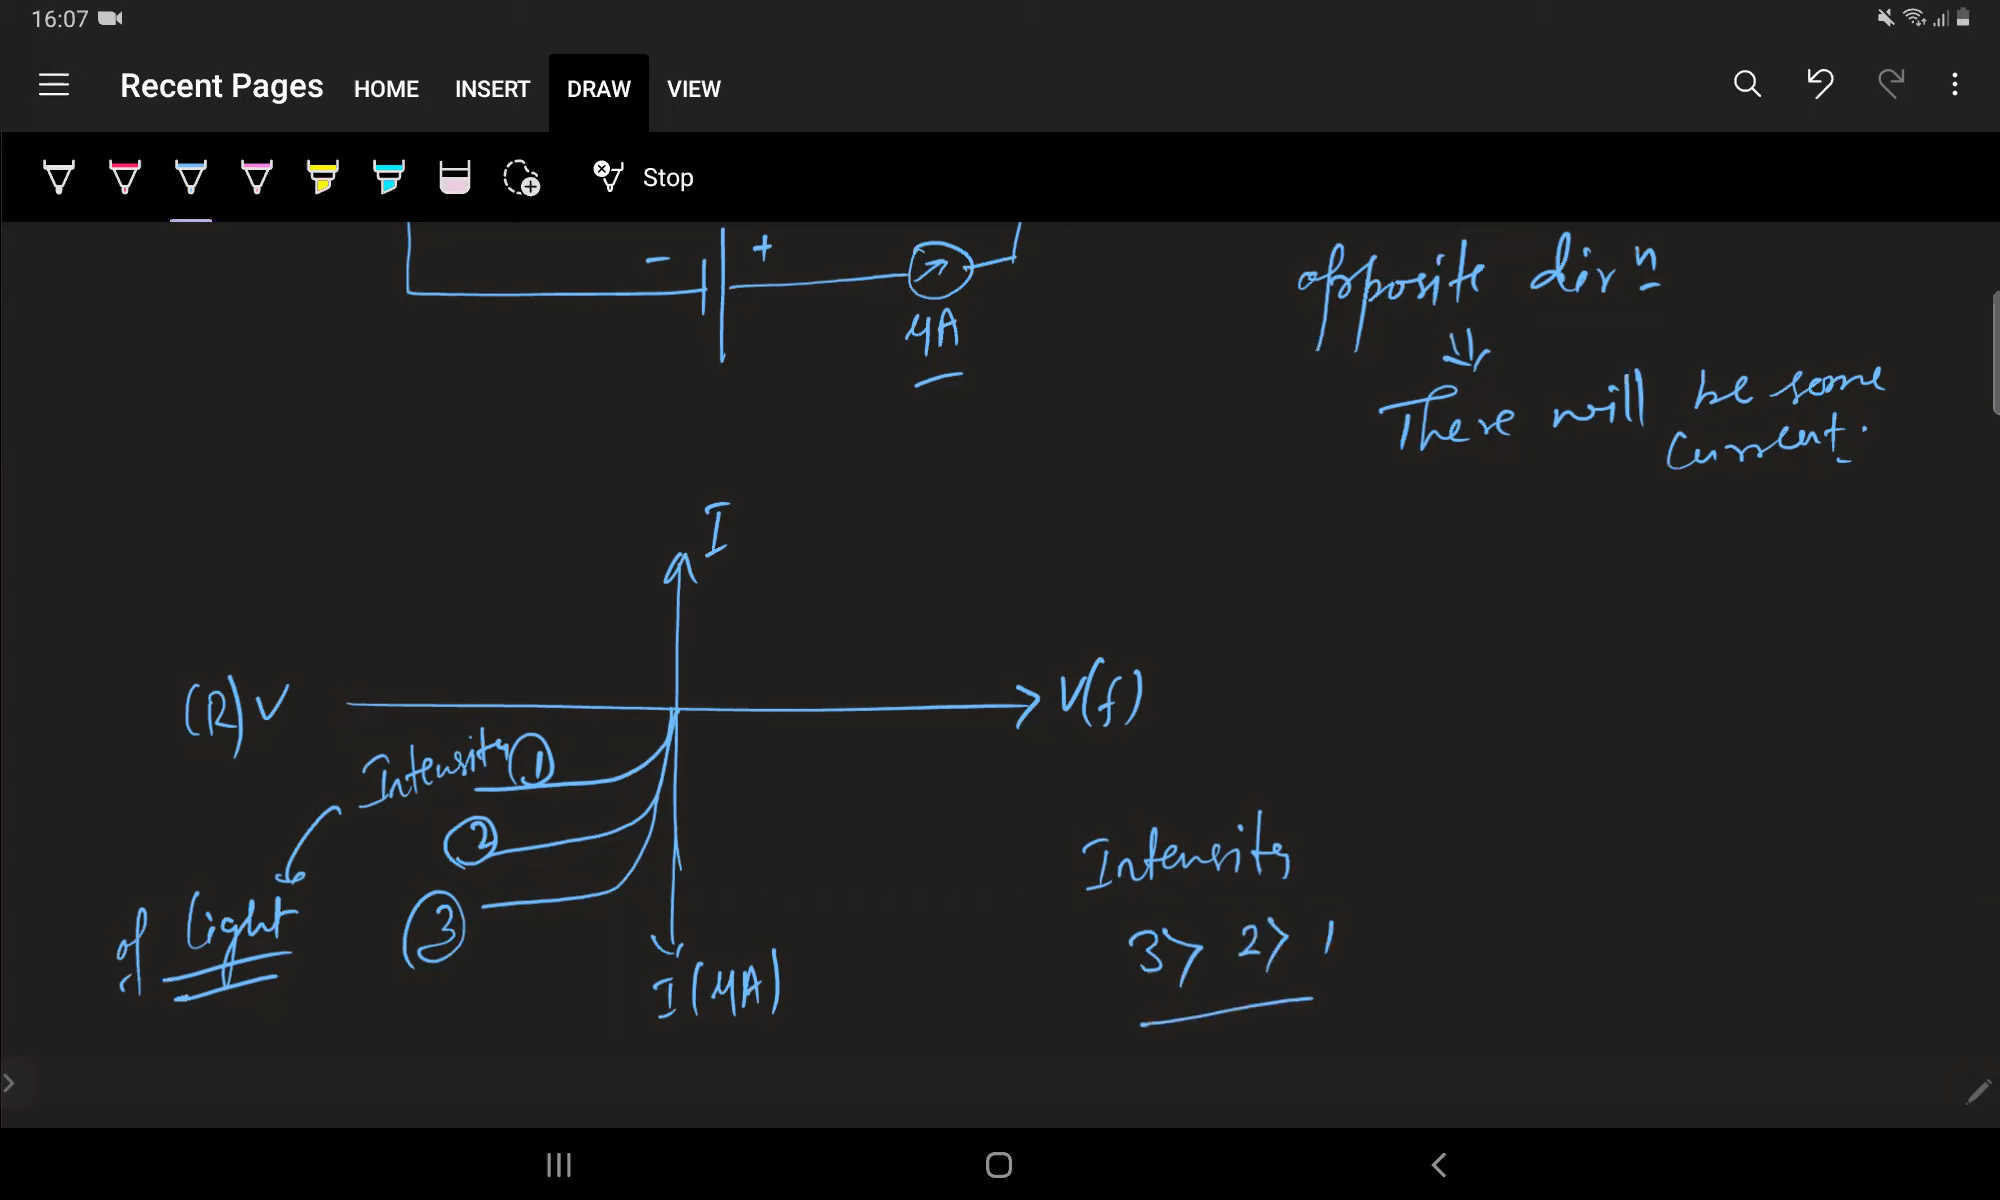 16:07
Recent Pages HOME INSERT DRAW VIEW
Stop
- +
μA
opposite dirⁿ
⇓
There will be some
current.
I
(R) V
V(f)
Intensity ①
②
③
of light
I (μA)
Intensity
3> 2> 1